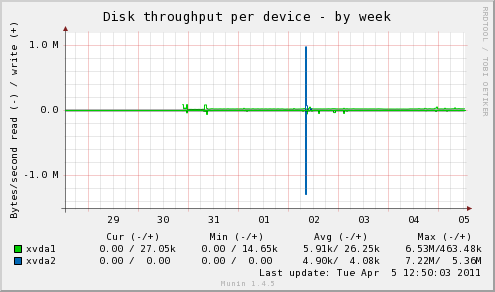 Disk throughput per device - by week
RRDTOOL / TOBI OETIKER
Bytes/second read (-) / write (+)
1.0 M
0.0
-1.0 M
29 30 31 01 02 03 04 05
Cur (-/+) Min (-/+) Avg (-/+) Max (-/+)
xvda1 0.00 / 27.05k 0.00 / 14.65k 5.91k/ 26.25k 6.53M/463.48k
xvda2 0.00 / 0.00 0.00 / 0.00 4.90k/ 4.08k 7.22M/ 5.36M
Last update: Tue Apr 5 12:50:03 2011
Munin 1.4.5